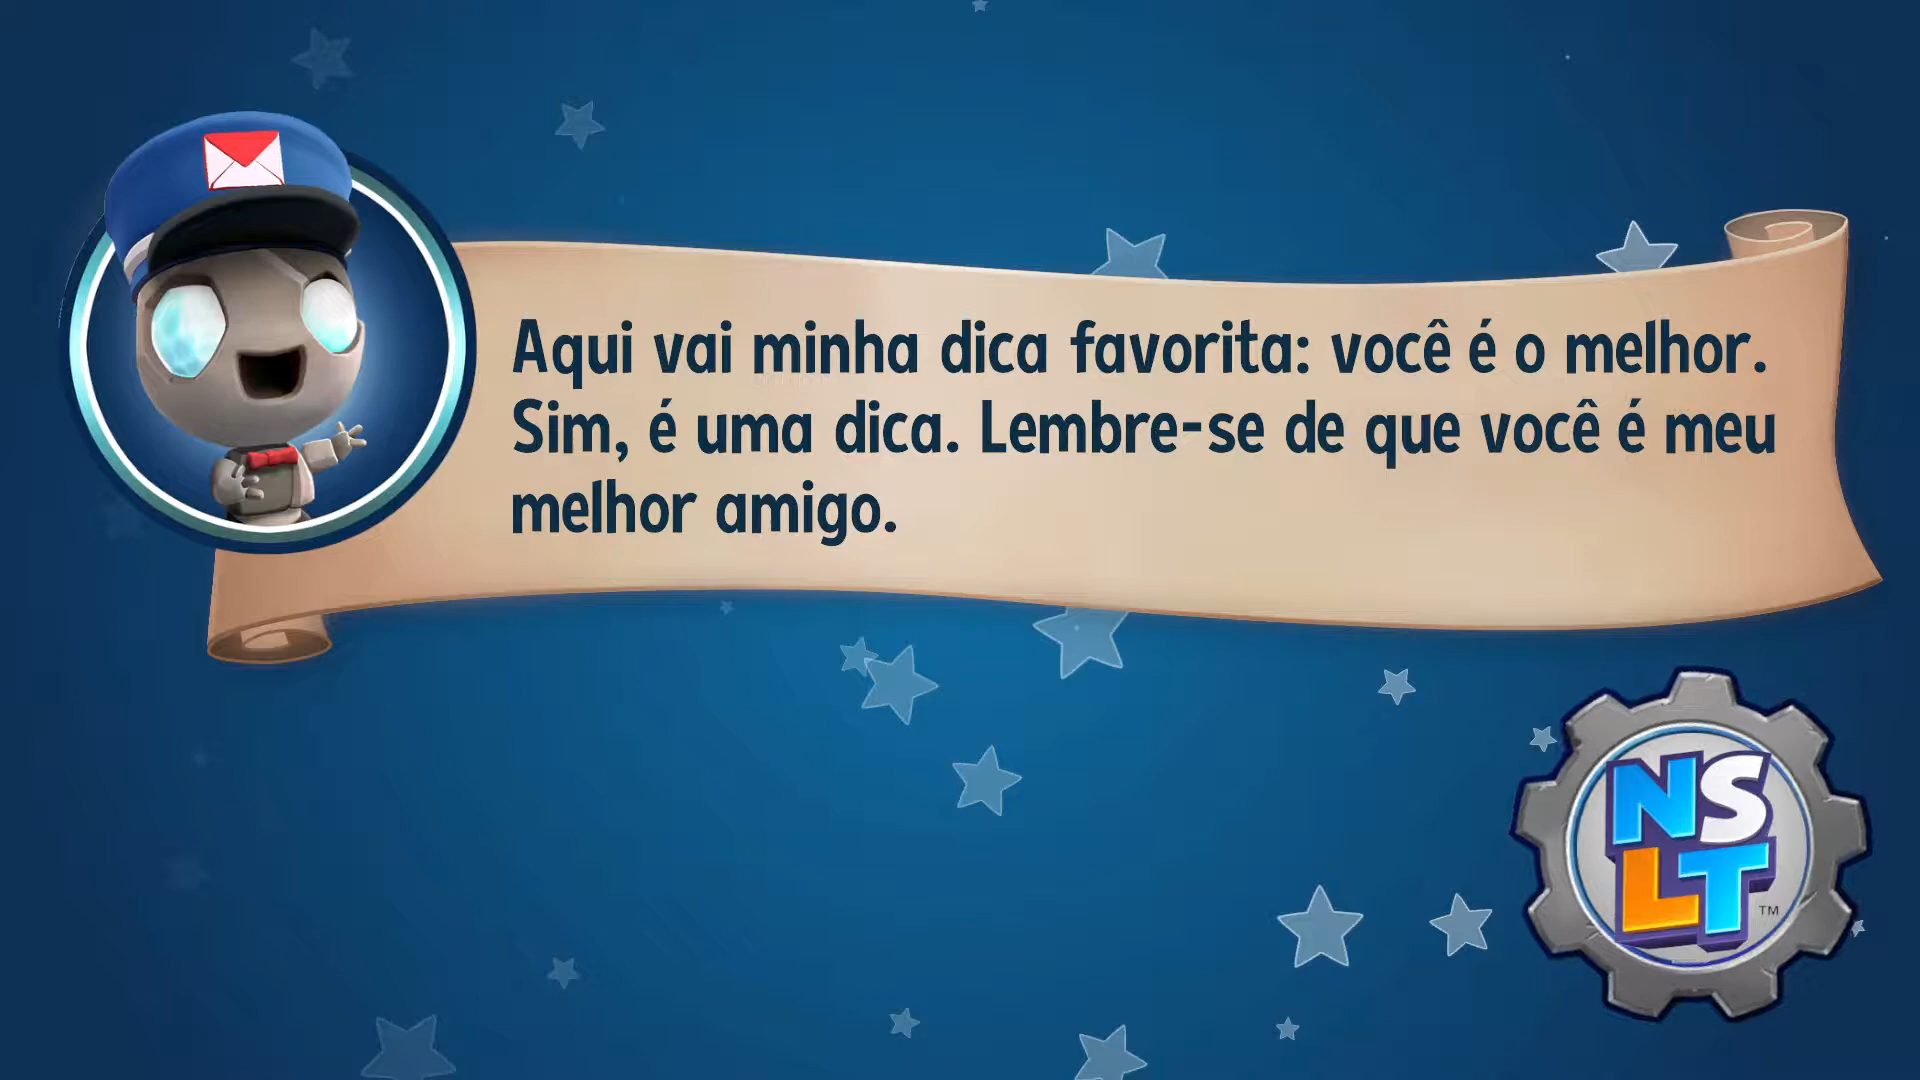 Aqui vai minha dica favorita: você é o melhor.
Sim, é uma dica. Lembre-se de que você é meu
melhor amigo.
NS
LT
TM